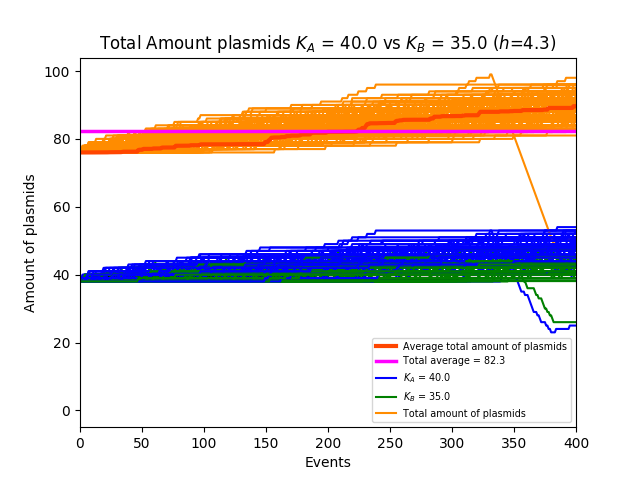 Total Amount plasmids K_A = 40.0 vs K_B = 35.0 (h=4.3)
Amount of plasmids
100
80
60
40
20
0
0 50 100 150 200 250 300 350 400
Events
Average total amount of plasmids
Total average = 82.3
K_A = 40.0
K_B = 35.0
Total amount of plasmids